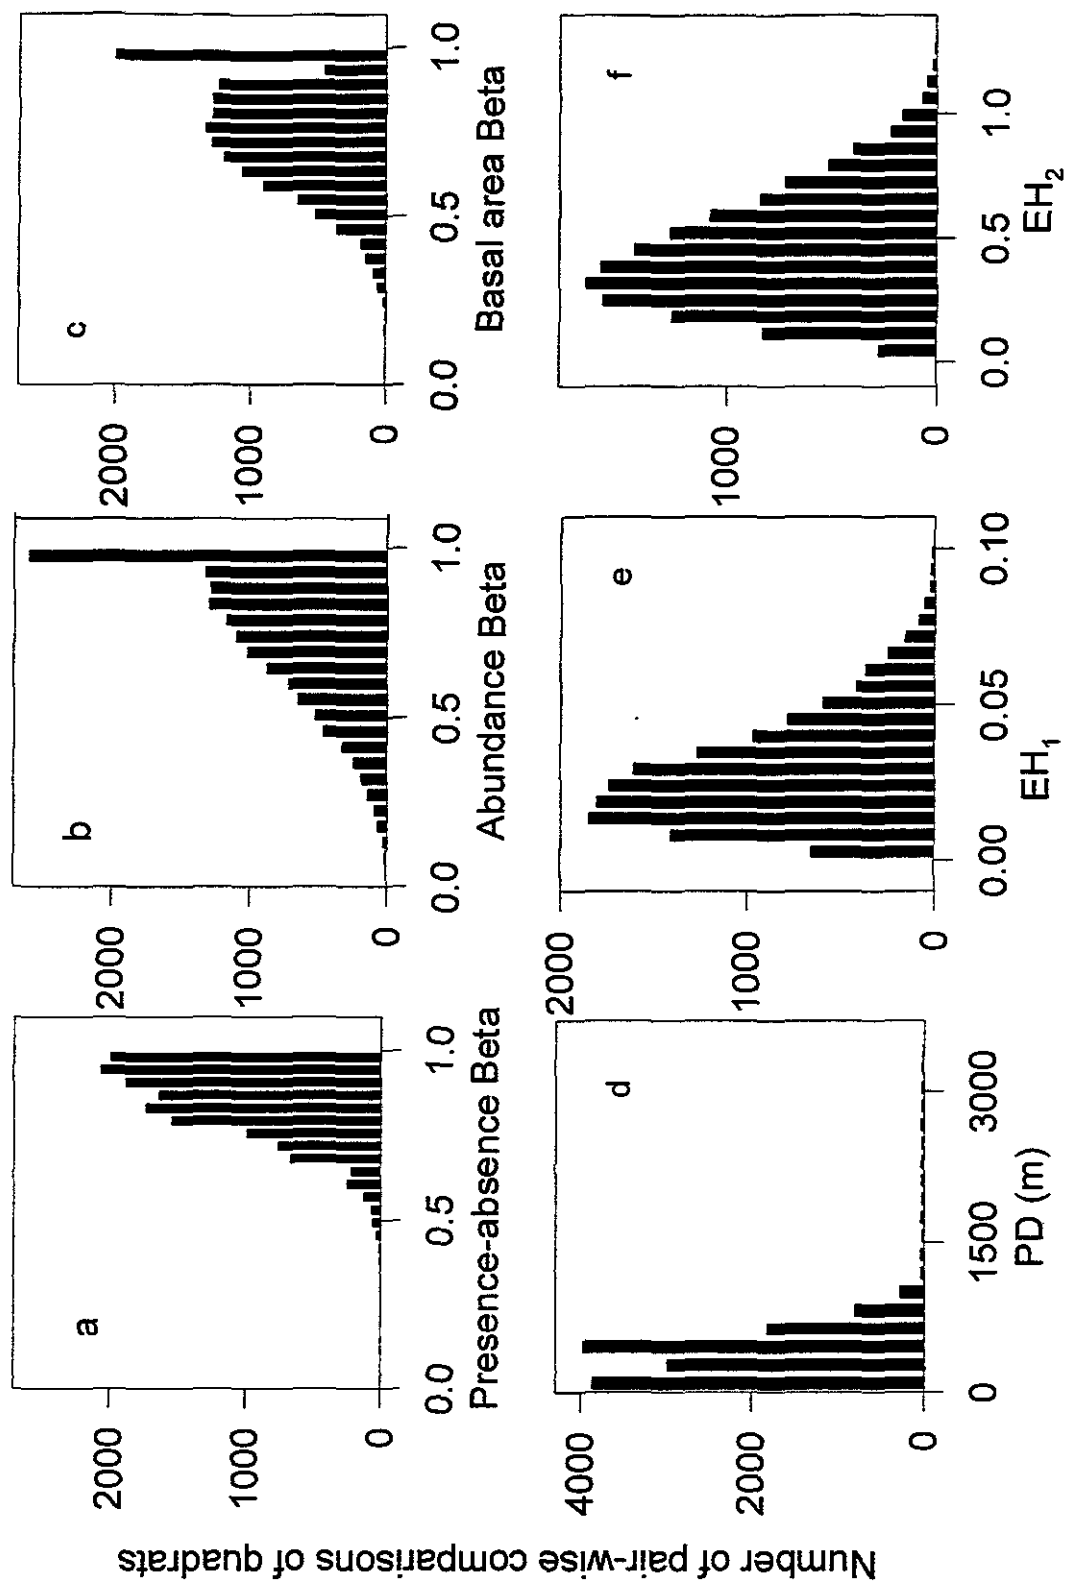 Number of pair-wise comparisons of quadrats
a
2000
1000
0
0.0 0.5 1.0
Presence-absence Beta
b
2000
1000
0
0.0 0.5 1.0
Abundance Beta
c
2000
1000
0
0.0 0.5 1.0
Basal area Beta
d
4000
2000
0
0 1500 3000
PD (m)
e
2000
1000
0
0.00 0.05 0.10
EH₁
f
1000
0
0.0 0.5 1.0
EH₂